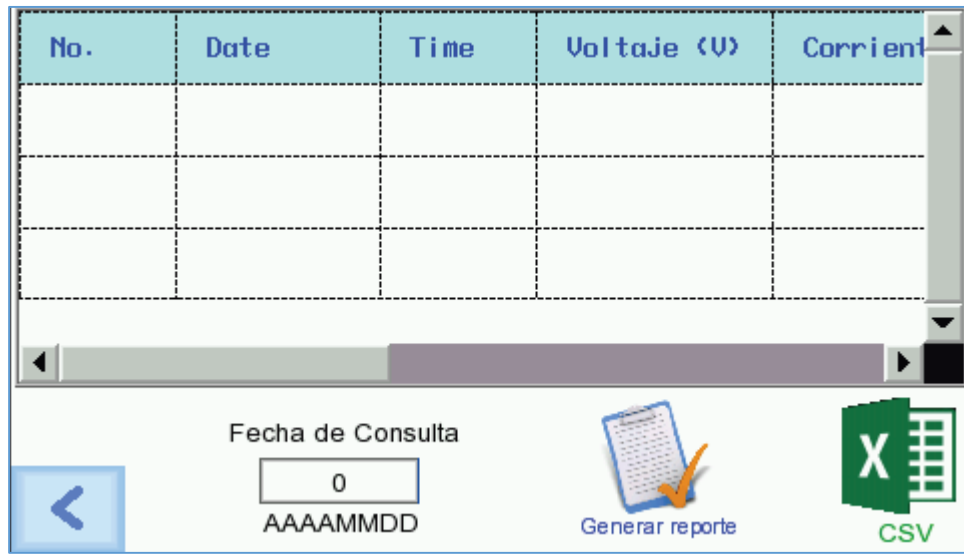 No. Date Time Voltaje (V) Corrient
Fecha de Consulta
0
AAAAMMDD
Generar reporte
X
CSV